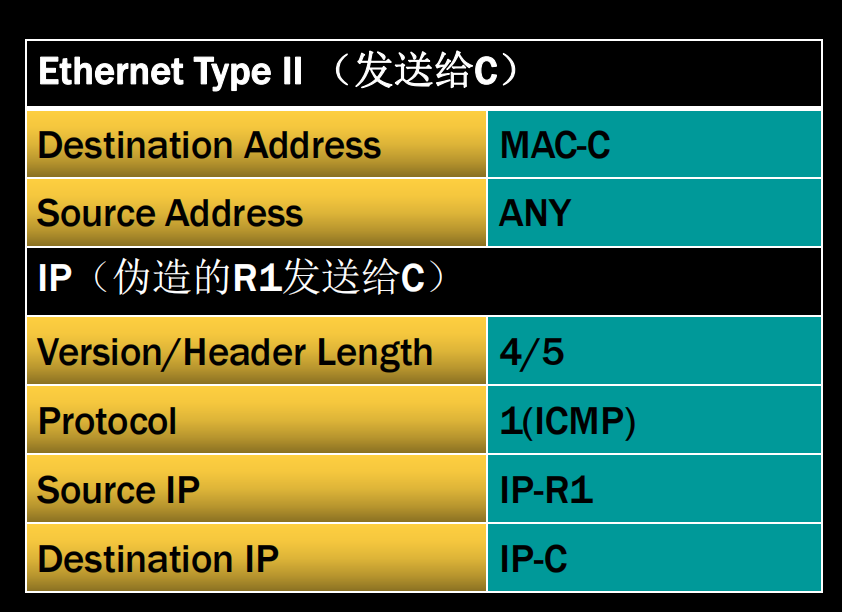 Ethernet Type II （发送给C）
Destination Address MAC-C
Source Address ANY
IP（伪造的R1发送给C）
Version/Header Length 4/5
Protocol 1(ICMP)
Source IP IP-R1
Destination IP IP-C